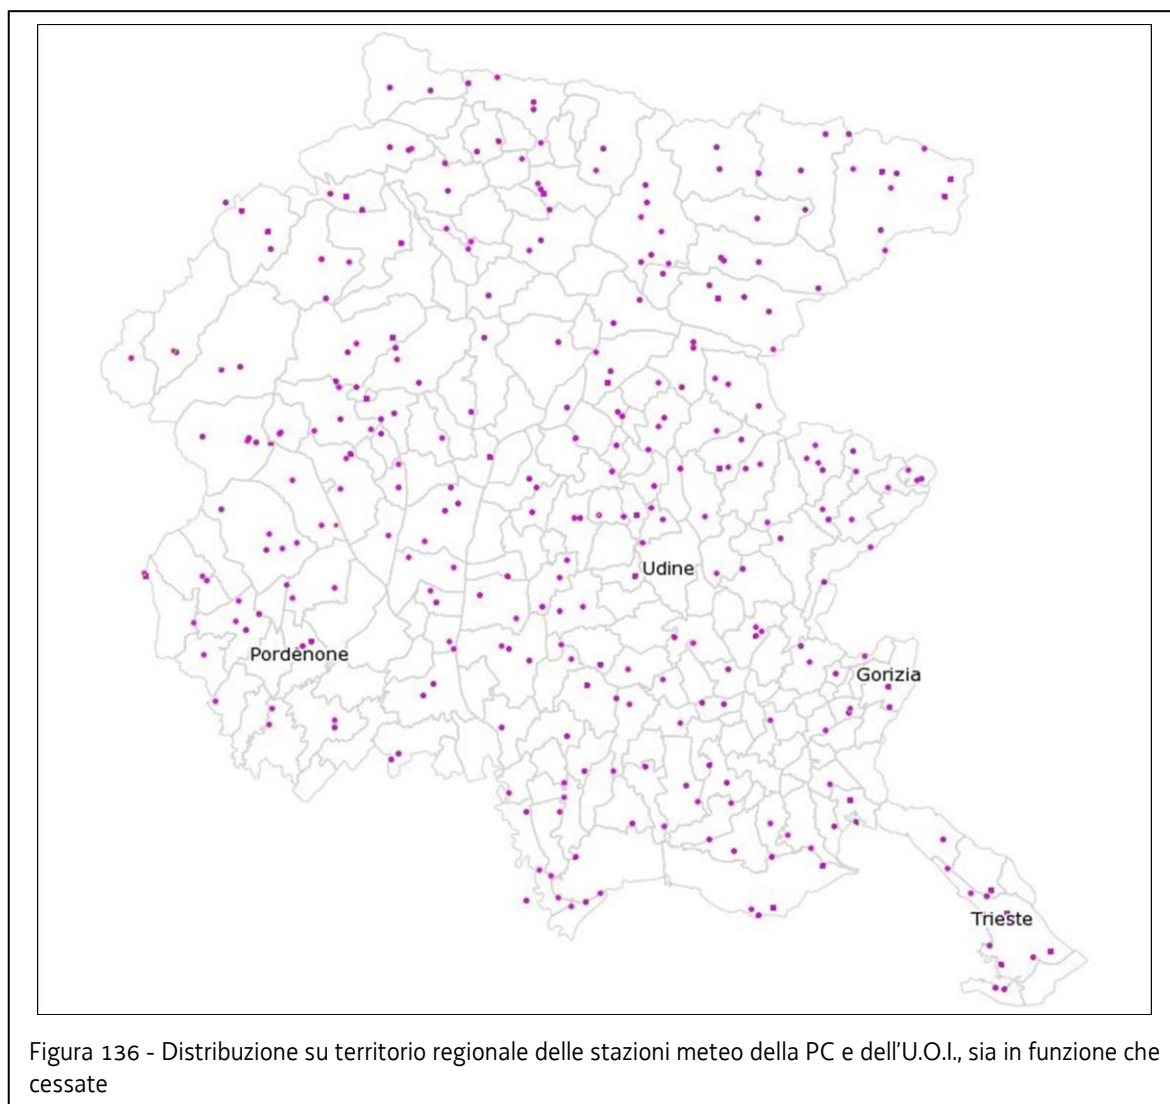 Udine
Pordenone
Gorizia
Trieste
Figura 136 - Distribuzione su territorio regionale delle stazioni meteo della PC e dell'U.O.I., sia in funzione che
cessate